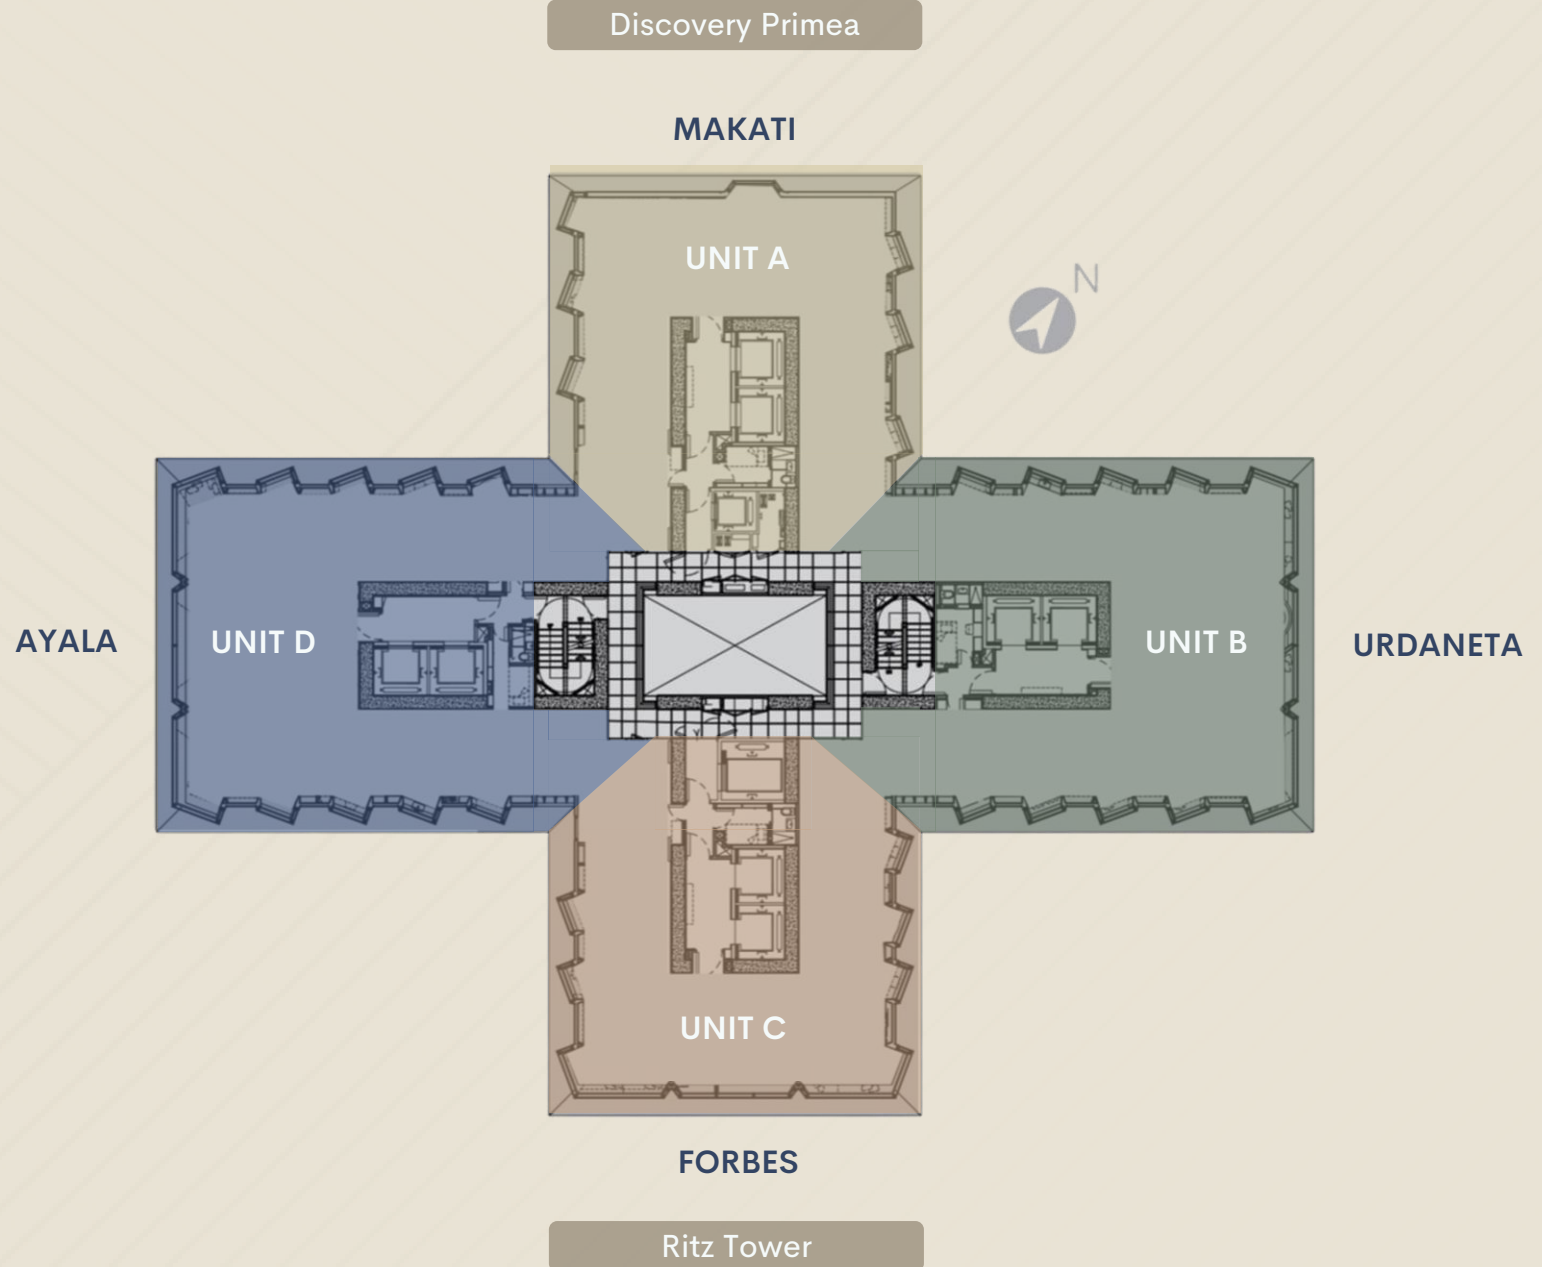 Discovery Primea
MAKATI
UNIT A
N
AYALA
UNIT D
UNIT B
URDANETA
UNIT C
FORBES
Ritz Tower